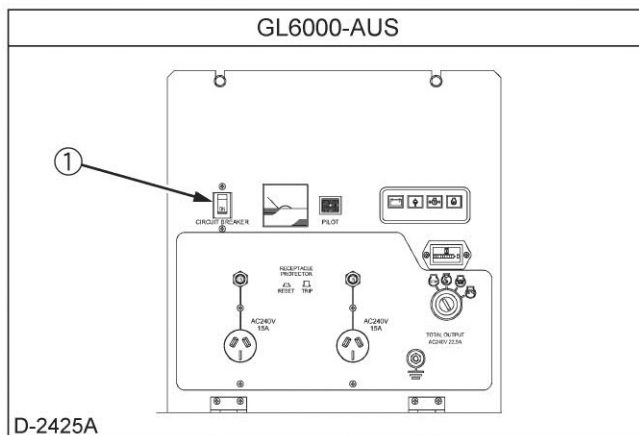 GL6000-AUS
1
ON
CIRCUIT BREAKER
PILOT
RECEPTACLE
PROTECTOR
RESET TRIP
AC240V
15A
AC240V
15A
TOTAL OUTPUT
AC240V 22.9A
D-2425A